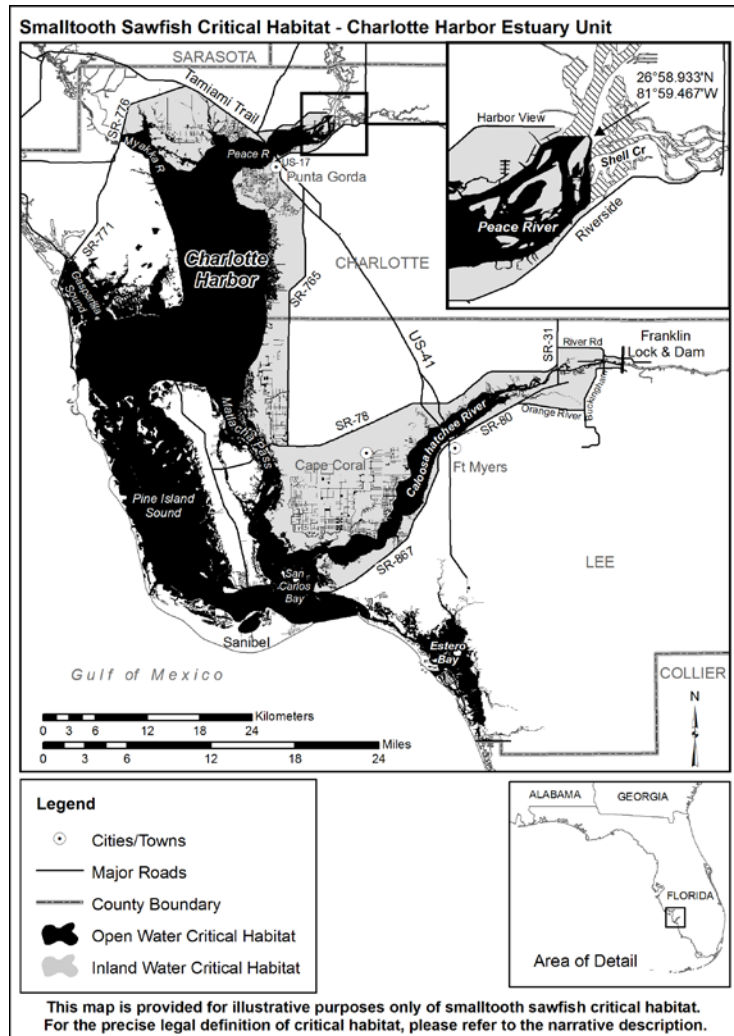 Smalltooth Sawfish Critical Habitat - Charlotte Harbor Estuary Unit
SARASOTA
Tamiami Trail
SR-776
Myakka R
Peace R
US-17
Punta Gorda
26°58.933'N
81°59.467'W
Harbor View
Shell Cr
Peace River
Riverside
SR-771
Charlotte
Harbor
CHARLOTTE
Gasparilla
Sound
SR-765
US-41
SR-31
River Rd
Franklin
Lock & Dam
Buckingham
Orange River
SR-80
SR-78
Caloosahatchee River
Matlacha Pass
Cape Coral
Ft Myers
Pine Island
Sound
SR-867
LEE
San
Carlos
Bay
Sanibel
Estero
Bay
Gulf of Mexico
COLLIER
N
Kilometers
0 3 6 12 18 24
Miles
0 3 6 12 18 24
Legend
Cities/Towns
Major Roads
County Boundary
Open Water Critical Habitat
Inland Water Critical Habitat
ALABAMA
GEORGIA
FLORIDA
Area of Detail
This map is provided for illustrative purposes only of smalltooth sawfish critical habitat.
For the precise legal definition of critical habitat, please refer to the narrative description.